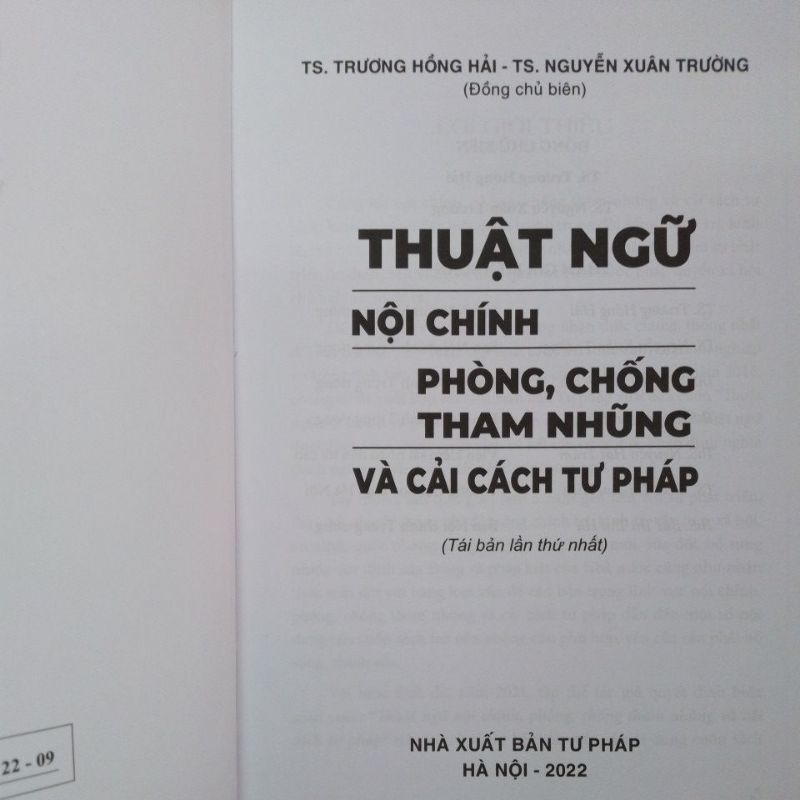 TS. TRƯƠNG HỒNG HẢI - TS. NGUYỄN XUÂN TRƯỜNG
(Đồng chủ biên)
THUẬT NGỮ
NỘI CHÍNH
PHÒNG, CHỐNG
THAM NHŨNG
VÀ CẢI CÁCH TƯ PHÁP
(Tái bản lần thứ nhất)
NHÀ XUẤT BẢN TƯ PHÁP
HÀ NỘI - 2022
22 - 09